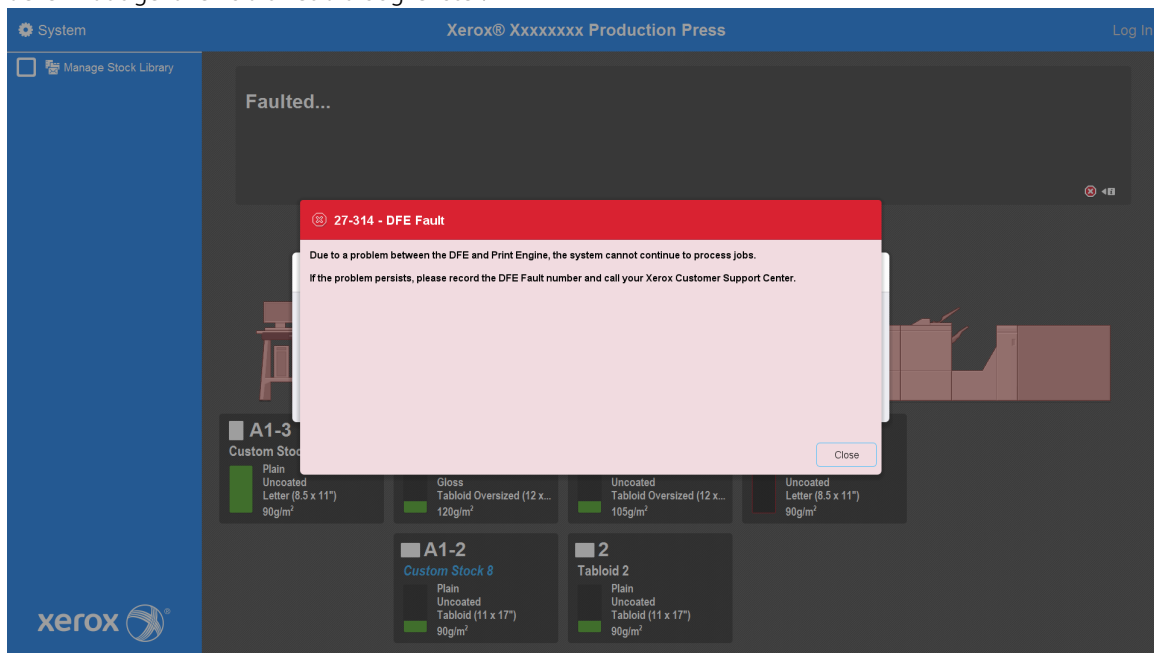 System
Xerox® Xxxxxxxx Production Press
Log In
Manage Stock Library
Faulted...
27-314 - DFE Fault
Due to a problem between the DFE and Print Engine, the system cannot continue to process jobs.
If the problem persists, please record the DFE Fault number and call your Xerox Customer Support Center.
Close
A1-3
Custom Stoc
Plain
Uncoated
Letter (8.5 x 11")
90g/m²
Gloss
Tabloid Oversized (12 x...
120g/m²
Uncoated
Tabloid Oversized (12 x...
105g/m²
Uncoated
Letter (8.5 x 11")
90g/m²
A1-2
Custom Stock 8
Plain
Uncoated
Tabloid (11 x 17")
90g/m²
2
Tabloid 2
Plain
Uncoated
Tabloid (11 x 17")
90g/m²
xerox®